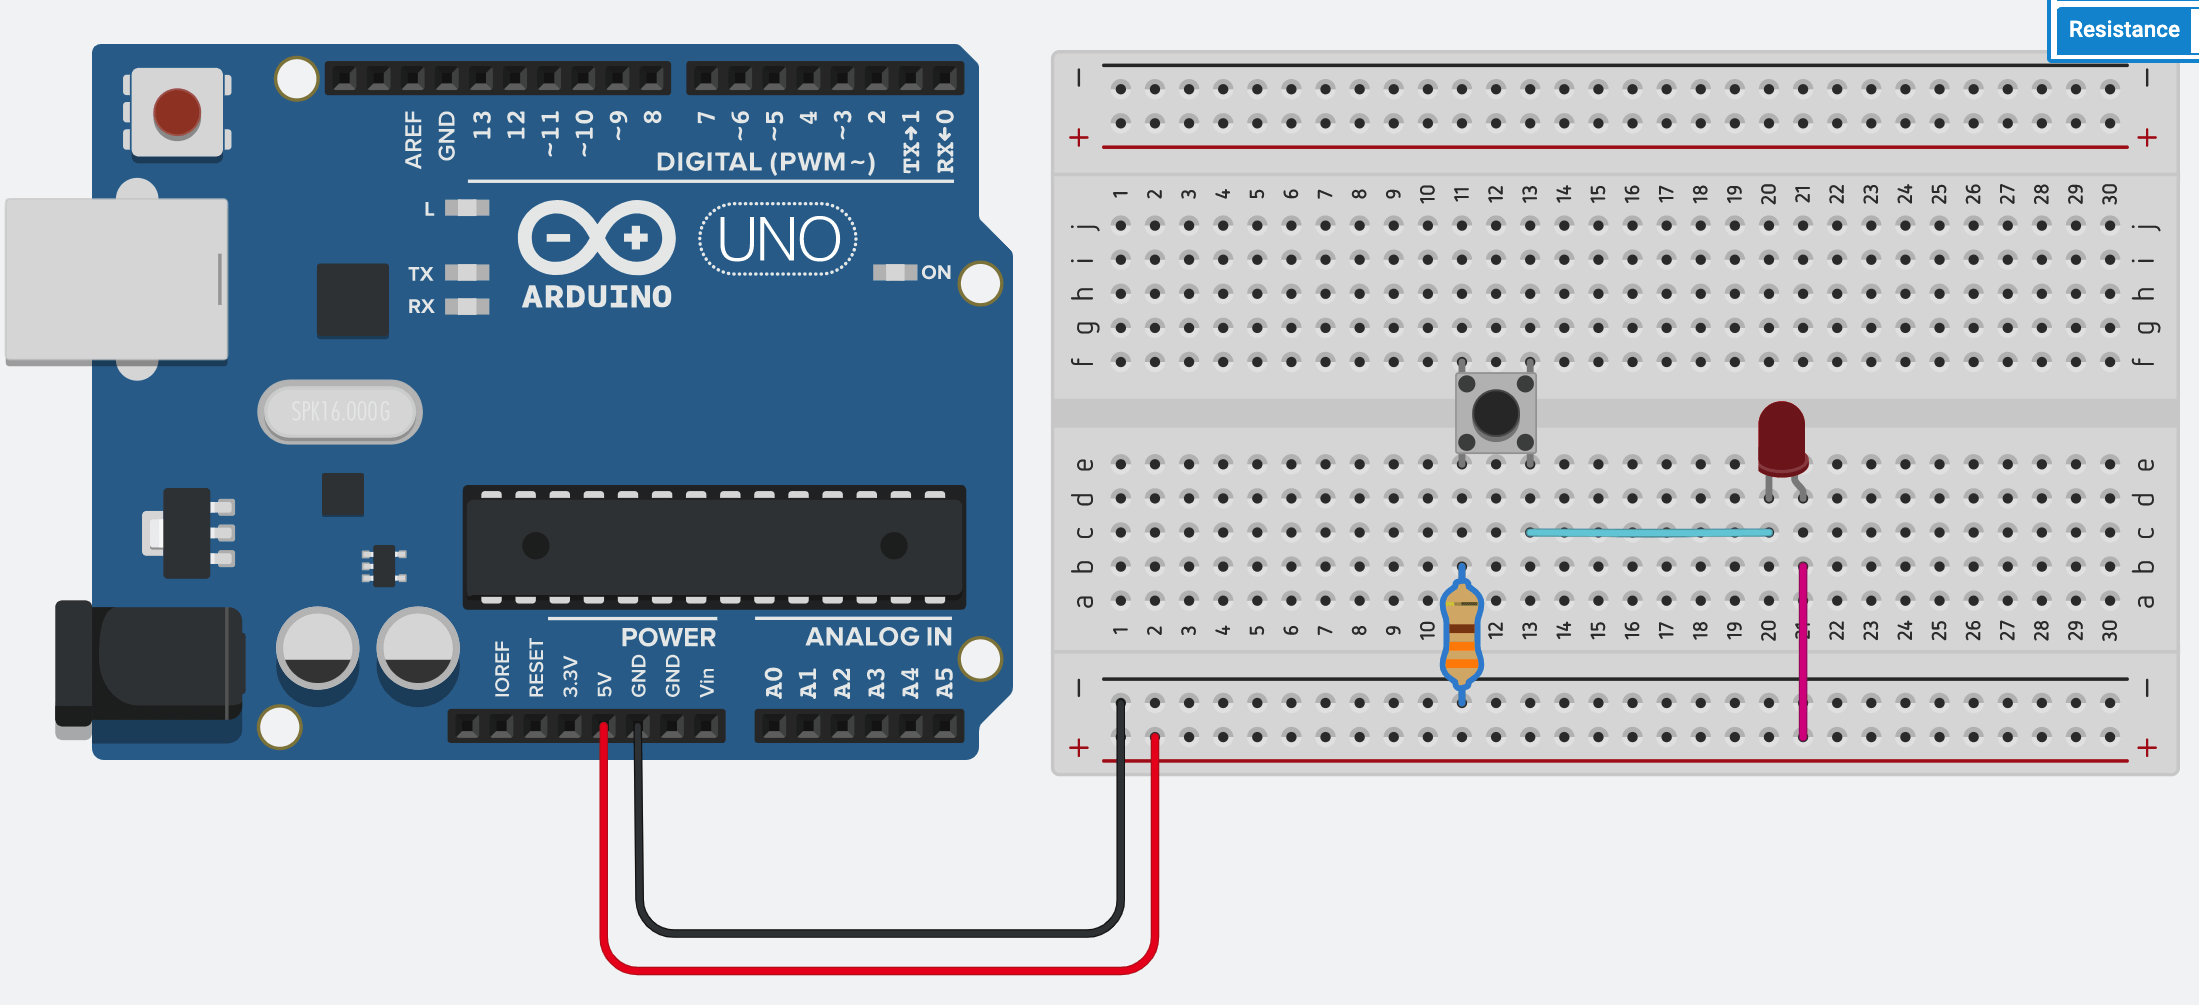 Resistance
AREF GND 13 12 ~11 ~10 ~9 8 7 ~6 ~5 4 ~3 2 TX→1 RX←0
DIGITAL (PWM~)
L
TX
RX
UNO
ARDUINO
ON
SPK16.000G
POWER
ANALOG IN
IOREF RESET 3.3V 5V GND GND Vin A0 A1 A2 A3 A4 A5
− −
+ +
1 2 3 4 5 6 7 8 9 10 11 12 13 14 15 16 17 18 19 20 21 22 23 24 25 26 27 28 29 30
j j
i i
h h
g g
f f
e e
d d
c c
b b
a a
1 2 3 4 5 6 7 8 9 10 12 13 14 15 16 17 18 19 20 21 22 23 24 25 26 27 28 29 30
− −
+ +